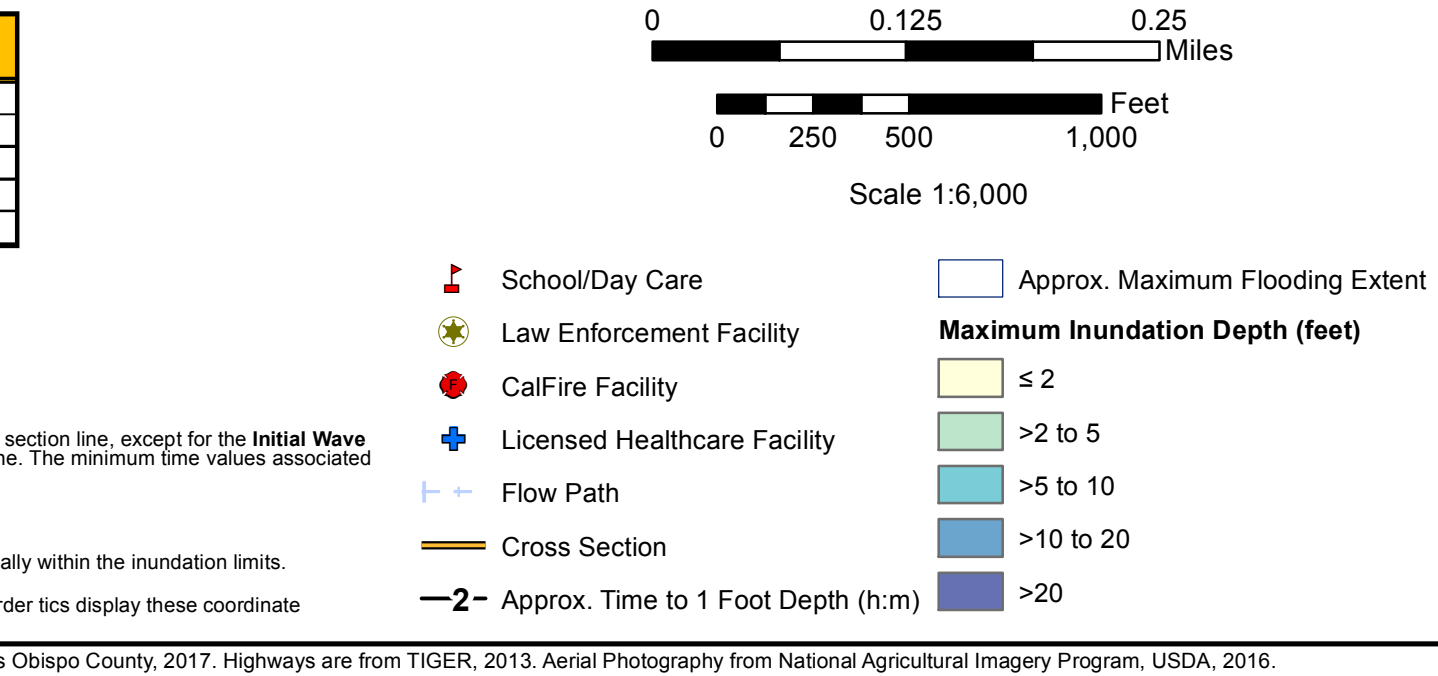 0 0.125 0.25
Miles
Feet
0 250 500 1,000
Scale 1:6,000
School/Day Care
Law Enforcement Facility
F
CalFire Facility
Licensed Healthcare Facility
Flow Path
Cross Section
2
Approx. Time to 1 Foot Depth (h:m)
Approx. Maximum Flooding Extent
Maximum Inundation Depth (feet)
≤ 2
>2 to 5
>5 to 10
>10 to 20
>20
section line, except for the Initial Wave
ne. The minimum time values associated
ally within the inundation limits.
rder tics display these coordinate
s Obispo County, 2017. Highways are from TIGER, 2013. Aerial Photography from National Agricultural Imagery Program, USDA, 2016.